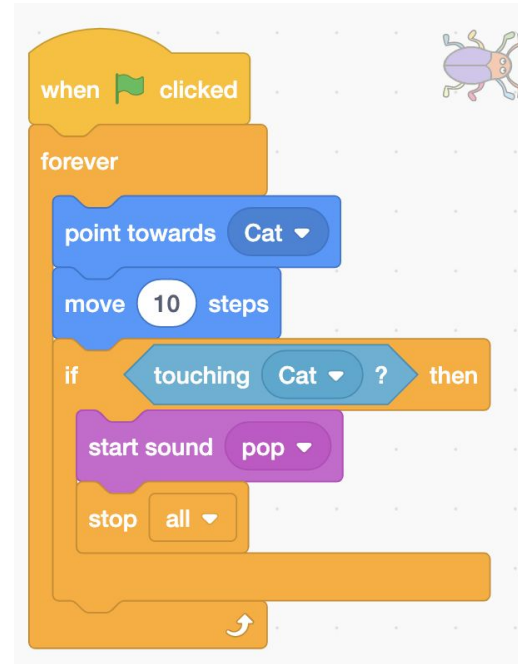 when clicked
forever
point towards Cat
move 10 steps
if touching Cat ? then
start sound pop
stop all